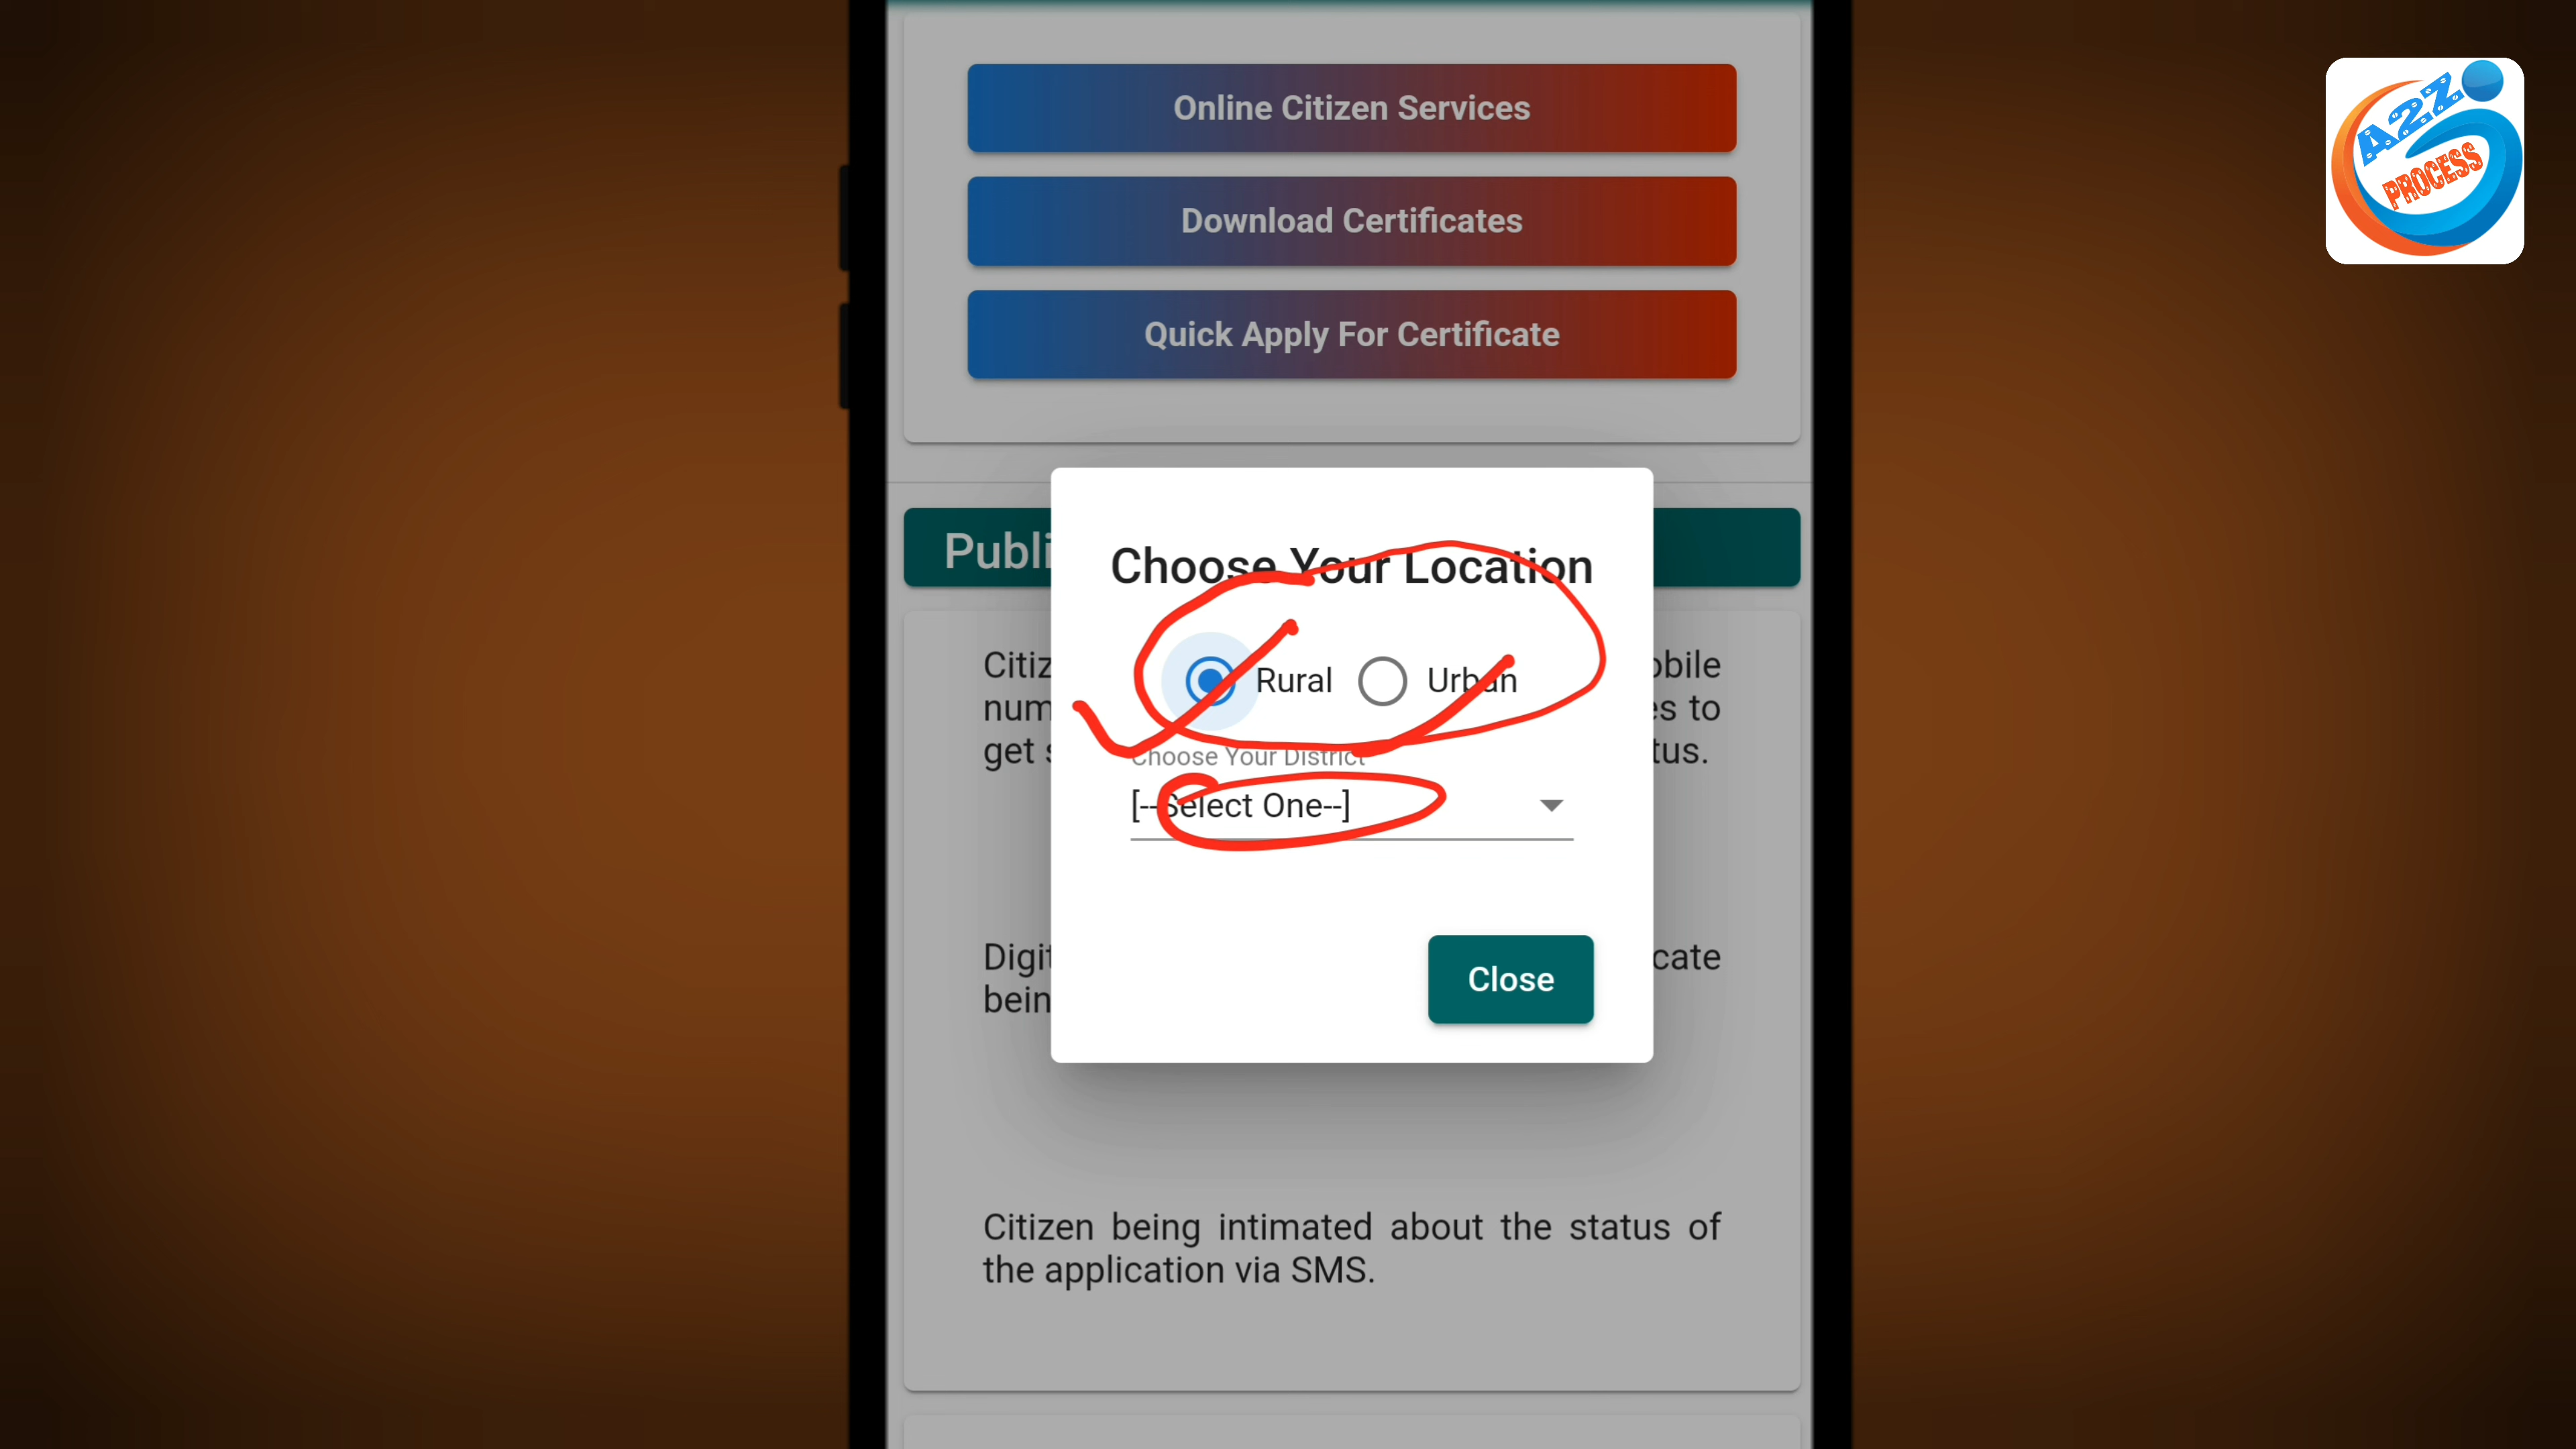 A2Z
PROCESS
Online Citizen Services
Download Certificates
Quick Apply For Certificate
Publi
Choose Your Location
Rural Urban
Choose Your District
[--Select One--]
Close
Citiz obile
num es to
get s tus.
Digit cate
bein
Citizen being intimated about the status of
the application via SMS.